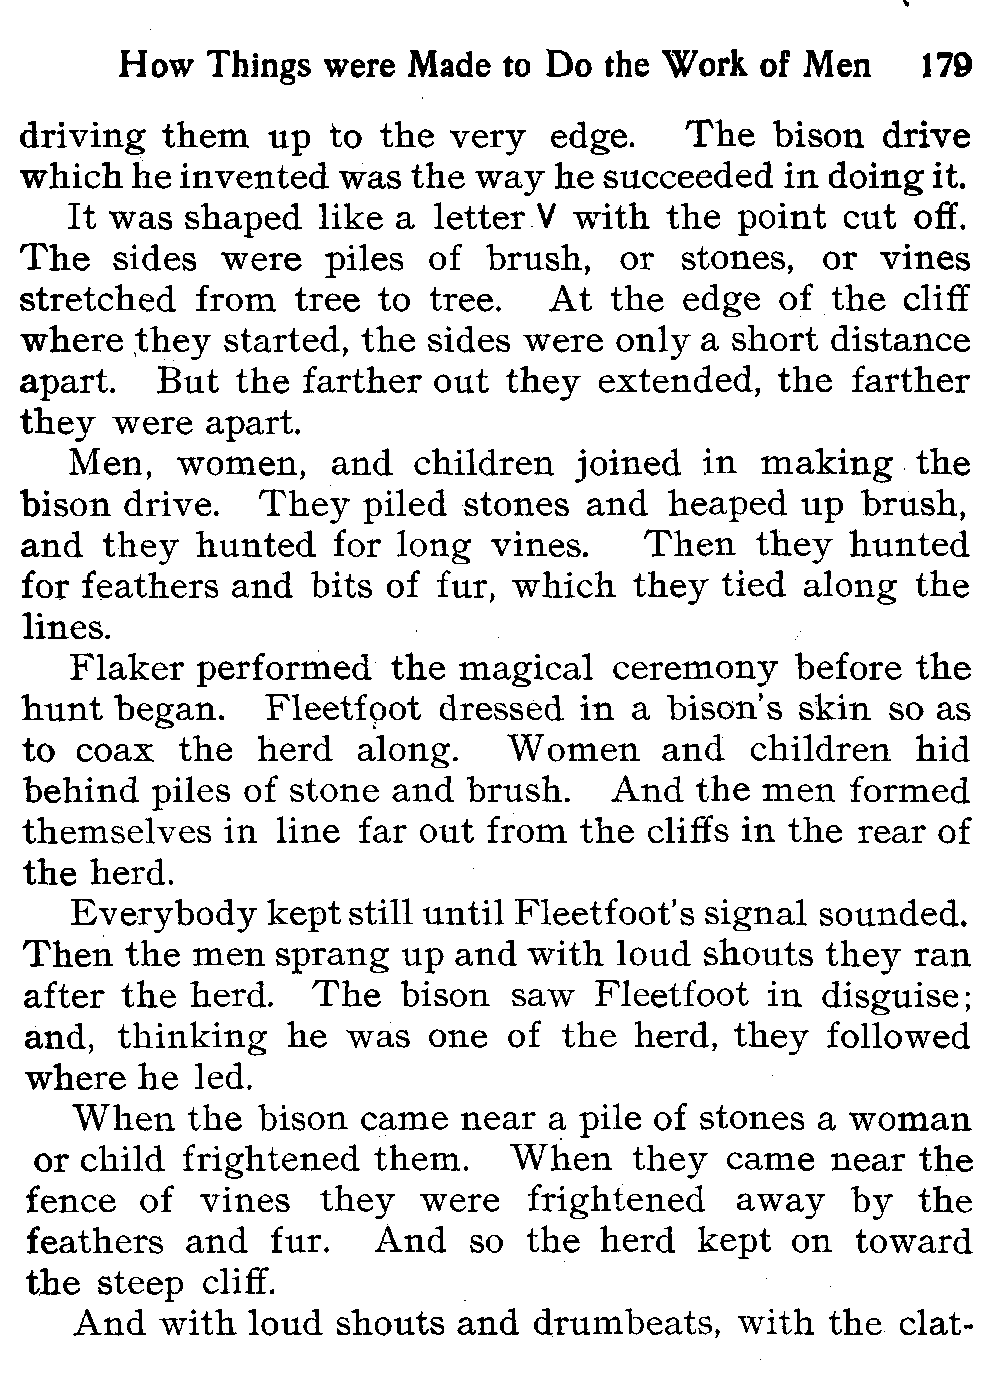 How Things were Made to Do the Work of Men 179
driving them up to the very edge. The bison drive
which he invented was the way he succeeded in doing it.
It was shaped like a letter V with the point cut off.
The sides were piles of brush, or stones, or vines
stretched from tree to tree. At the edge of the cliff
where they started, the sides were only a short distance
apart. But the farther out they extended, the farther
they were apart.
Men, women, and children joined in making the
bison drive. They piled stones and heaped up brush,
and they hunted for long vines. Then they hunted
for feathers and bits of fur, which they tied along the
lines.
Flaker performed the magical ceremony before the
hunt began. Fleetfoot dressed in a bison's skin so as
to coax the herd along. Women and children hid
behind piles of stone and brush. And the men formed
themselves in line far out from the cliffs in the rear of
the herd.
Everybody kept still until Fleetfoot's signal sounded.
Then the men sprang up and with loud shouts they ran
after the herd. The bison saw Fleetfoot in disguise;
and, thinking he was one of the herd, they followed
where he led.
When the bison came near a pile of stones a woman
or child frightened them. When they came near the
fence of vines they were frightened away by the
feathers and fur. And so the herd kept on toward
the steep cliff.
And with loud shouts and drumbeats, with the clat-